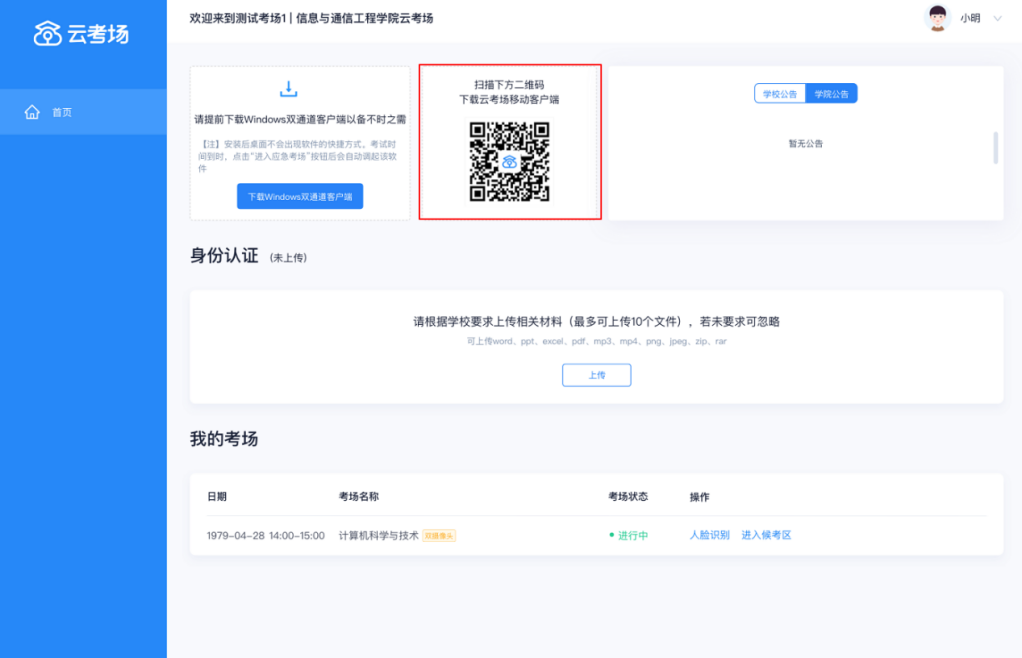 云考场
首页
欢迎来到测试考场1 | 信息与通信工程学院云考场
小明
请提前下载Windows双通道客户端以备不时之需
【注】安装后桌面不会出现软件的快捷方式。考试时
间到时，点击“进入应急考场”按钮后会自动调起该软
件
下载Windows双通道客户端
扫描下方二维码
下载云考场移动客户端
学校公告 学院公告
暂无公告
身份认证 (未上传)
请根据学校要求上传相关材料（最多可上传10个文件），若未要求可忽略
可上传word、ppt、excel、pdf、mp3、mp4、png、jpeg、zip、rar
上传
我的考场
日期 考场名称 考场状态 操作
1979-04-28 14:00-15:00 计算机科学与技术 双摄像头 进行中 人脸识别 进入候考区